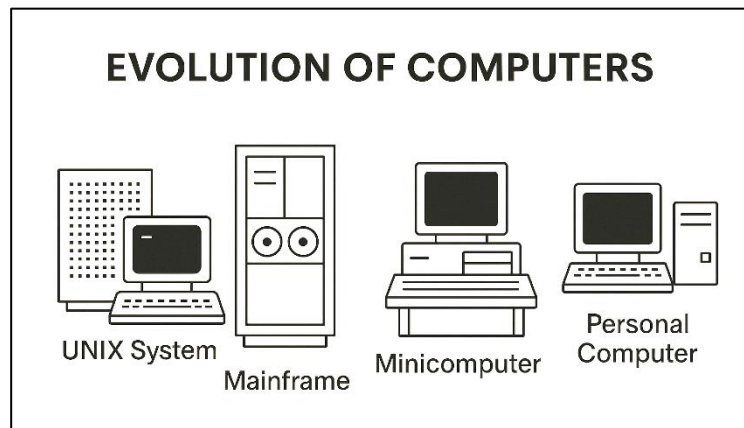 EVOLUTION OF COMPUTERS
UNIX System
Mainframe
Minicomputer
Personal
Computer